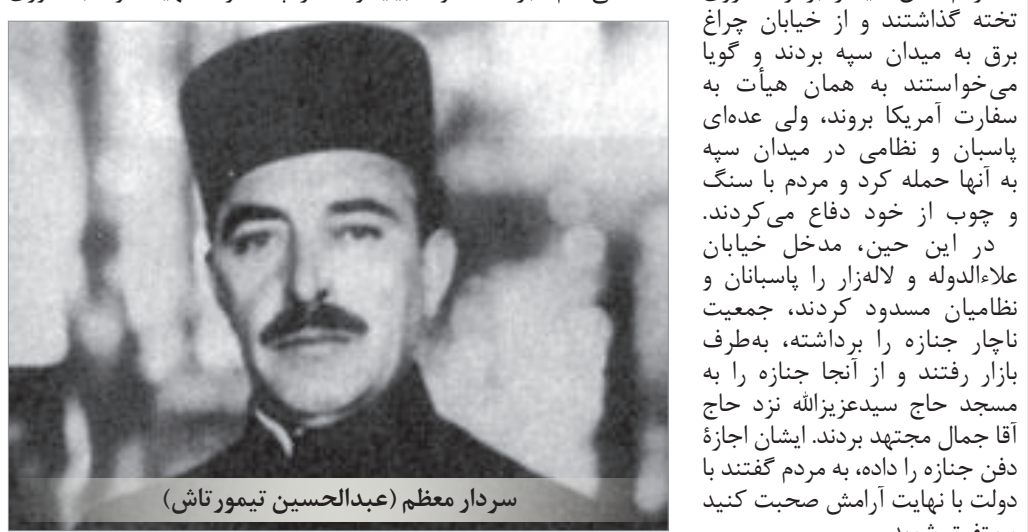 تخته گذاشتند و از خیابان چراغ
برق به میدان سپه بردند و گویا
می‌خواستند به همان هیأت به
سفارت آمریکا بروند، ولی عده‌ای
پاسبان و نظامی در میدان سپه
به آنها حمله کرد و مردم با سنگ
و چوب از خود دفاع می‌کردند.
در این حین، مدخل خیابان
علاءالدوله و لاله‌زار را پاسبانان و
نظامیان مسدود کردند، جمعیت
ناچار جنازه را برداشته، به‌طرف
بازار رفتند و از آنجا جنازه را به
مسجد حاج سیدعزیزالله نزد حاج
آقا جمال مجتهد بردند. ایشان اجازهٔ
دفن جنازه را داده، به مردم گفتند با
دولت با نهایت آرامش صحبت کنید
سردار معظم (عبدالحسین تیمورتاش)